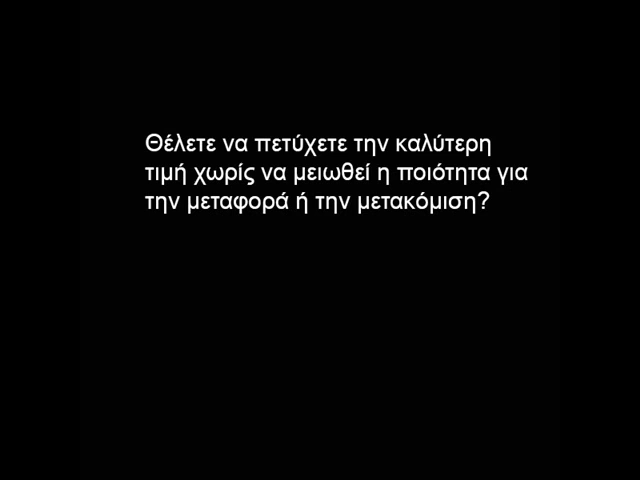 Θέλετε να πετύχετε την καλύτερη
τιμή χωρίς να μειωθεί η ποιότητα για
την μεταφορά ή την μετακόμιση?